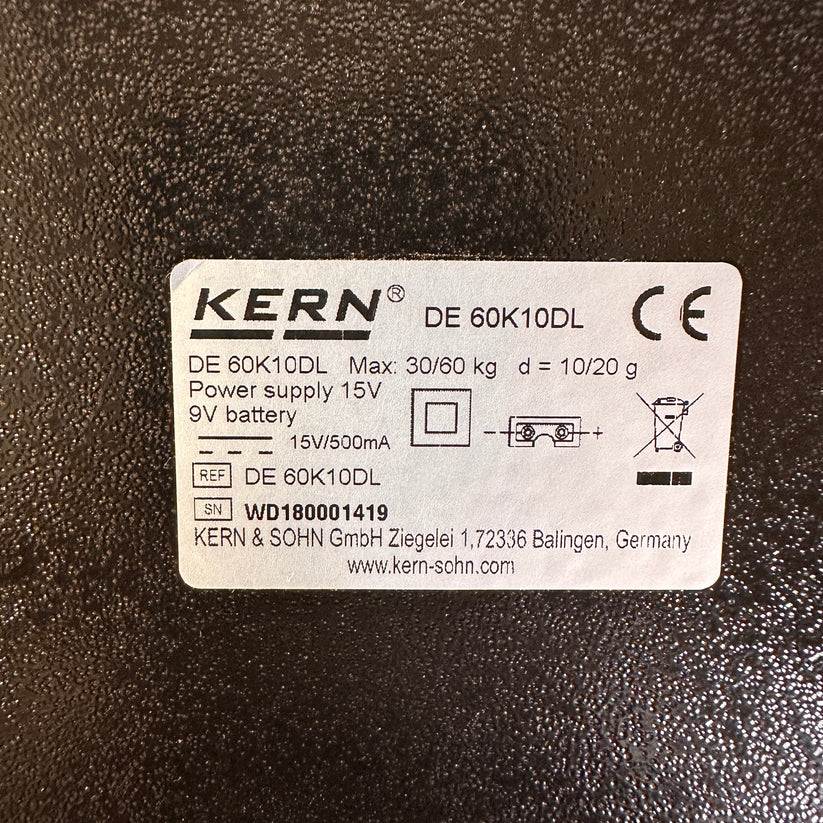 KERN® DE 60K10DL CE
DE 60K10DL Max: 30/60 kg d = 10/20 g
Power supply 15V
9V battery
15V/500mA - +
REF DE 60K10DL
SN WD180001419
KERN & SOHN GmbH Ziegelei 1,72336 Balingen, Germany
www.kern-sohn.com